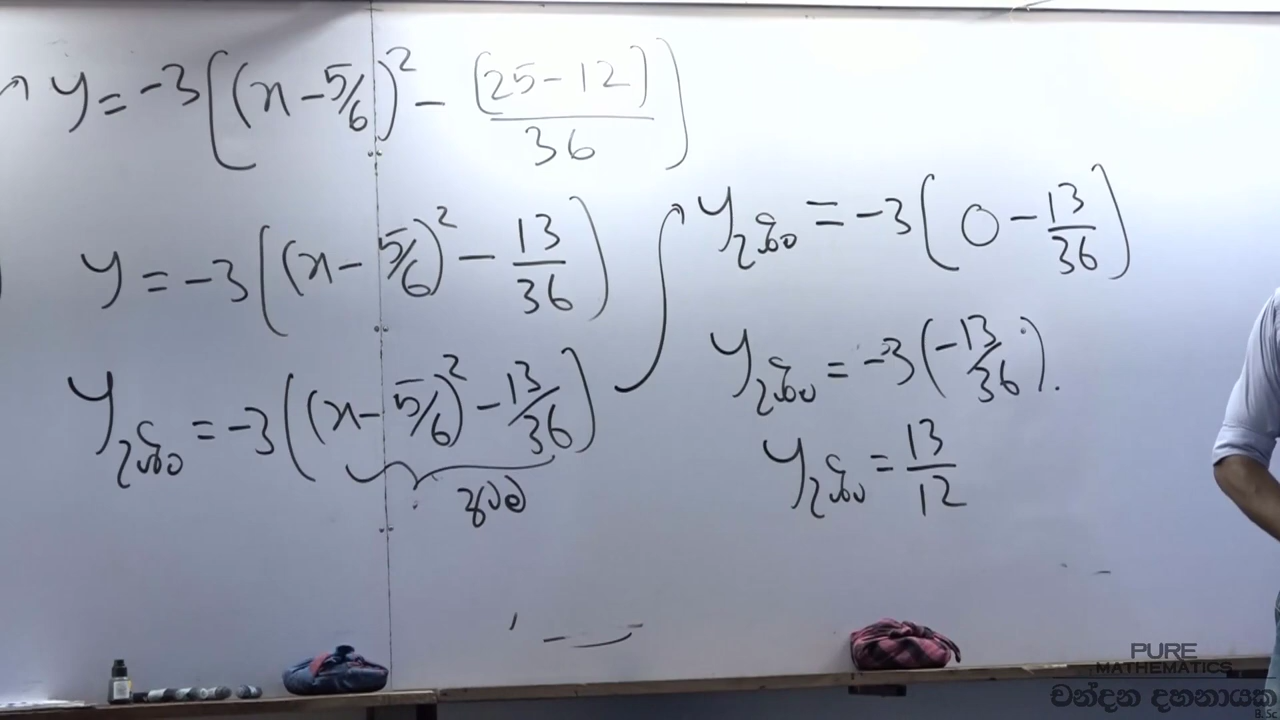 y = -3((x - 5/6)² - (25 - 12)/36)
y = -3((x - 5/6)² - 13/36)
y උපරිම = -3((x - 5/6)² - 13/36)
අවම
y උපරිම = -3(0 - 13/36)
y උපරිම = -3(-13/36).
y උපරිම = 13/12
PURE
MATHEMATICS
චන්දන දහනායක
B.Sc